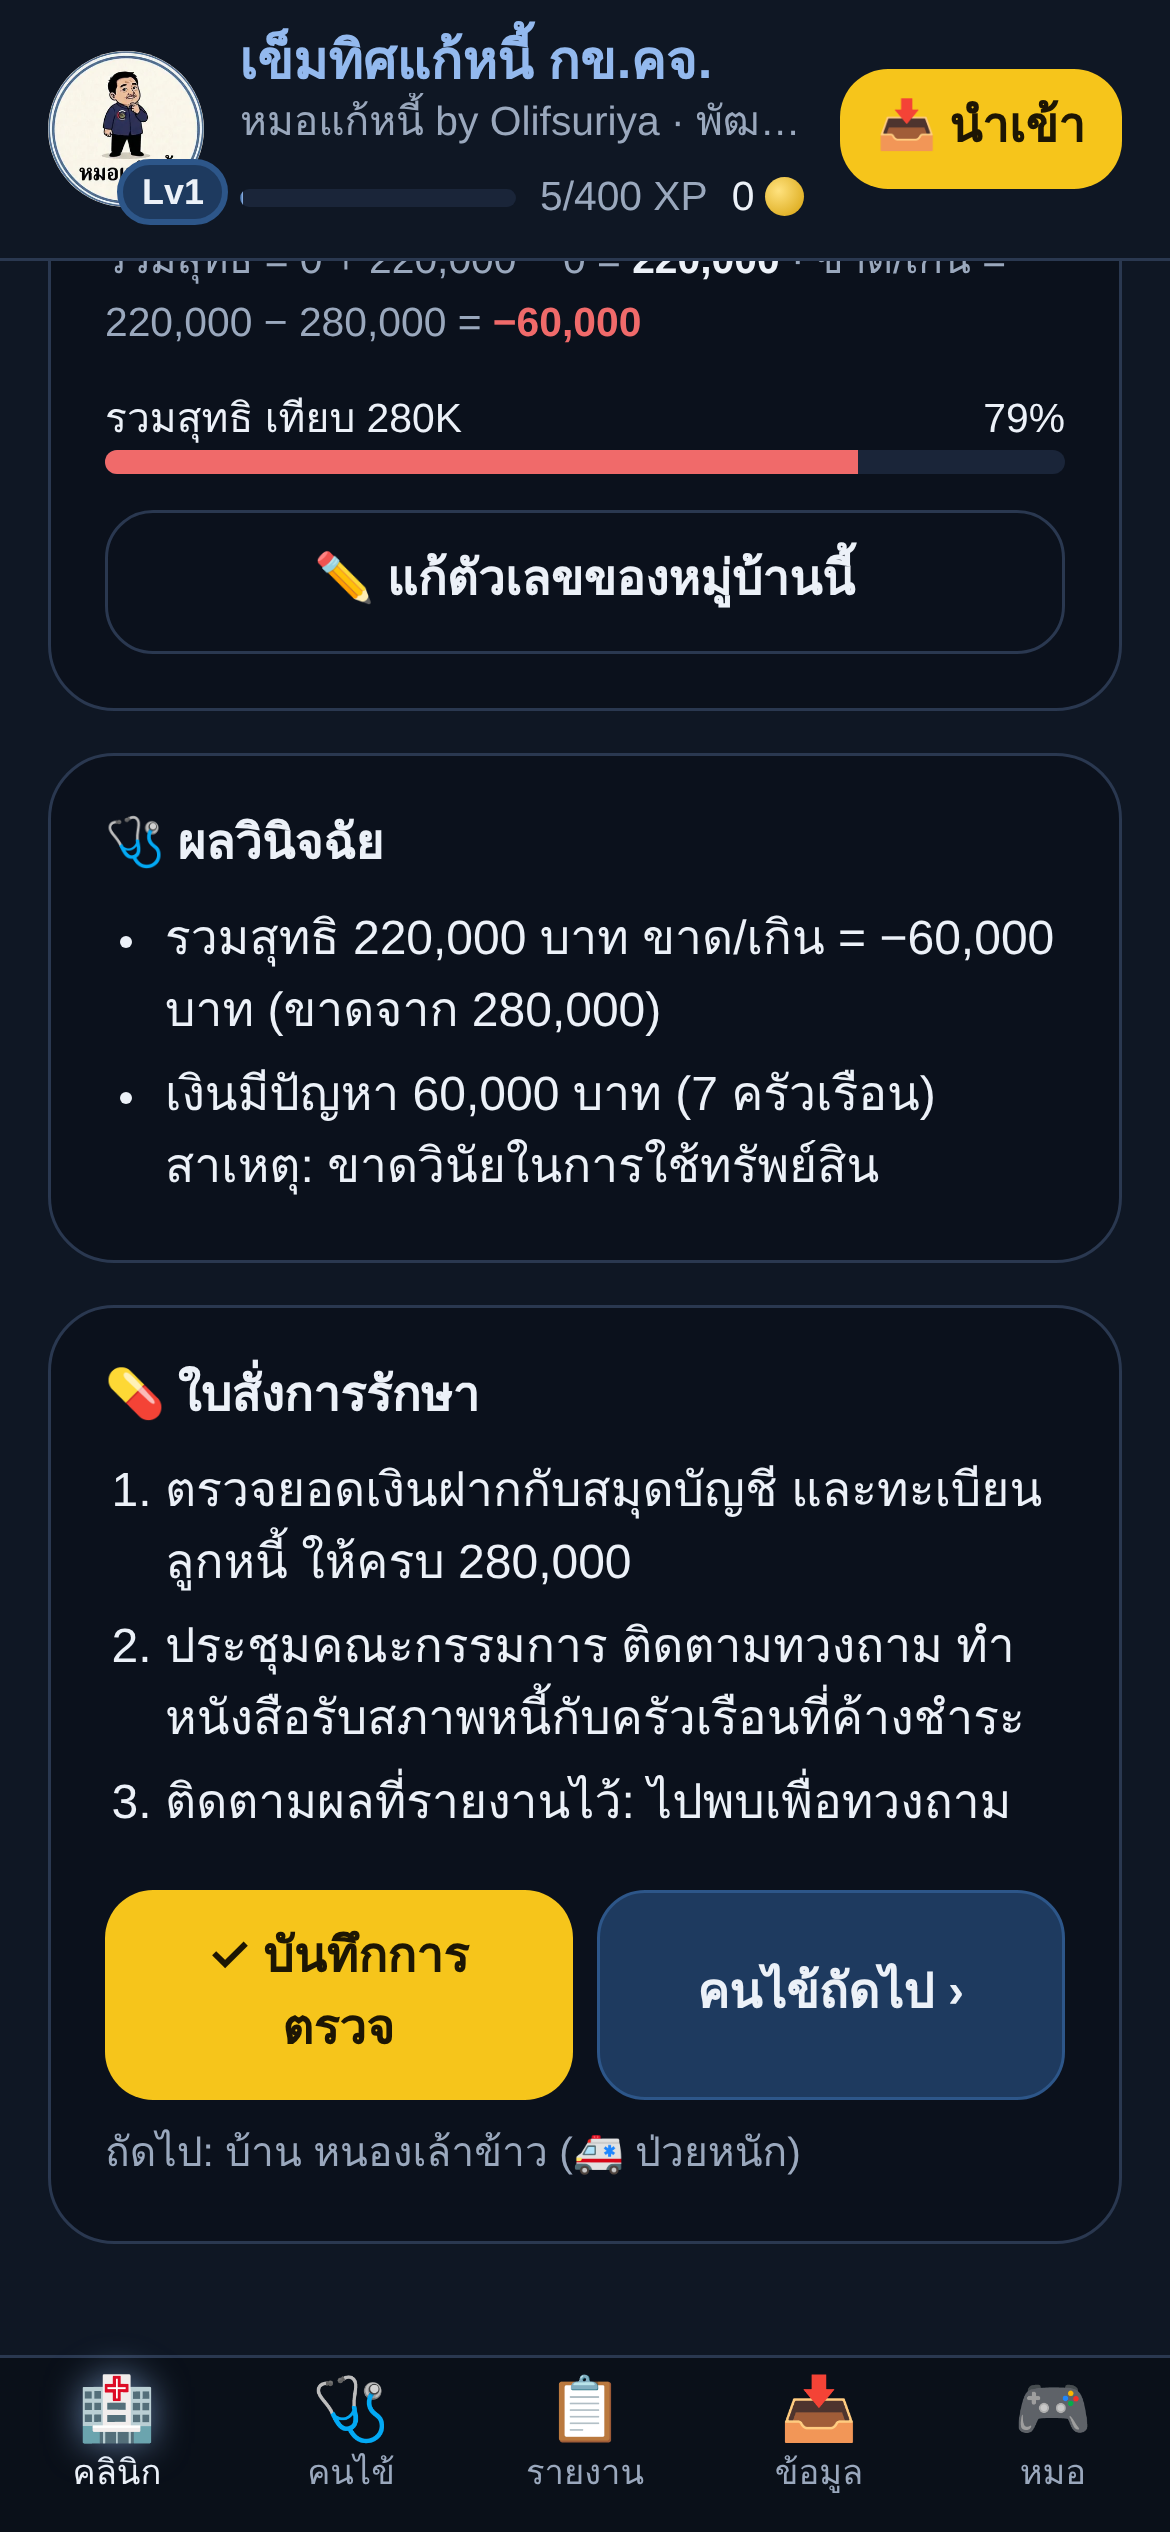 เข็มทิศแก้หนี้ กข.คจ.
หมอแก้หนี้ by Olifsuriya · พัฒ...
Lv1
5/400 XP 0
📥 นำเข้า
รวมสุทธิ = 0 + 220,000 − 0 = 220,000 · ขาด/เกิน =
220,000 − 280,000 = −60,000
รวมสุทธิ เทียบ 280K 79%
✏️ แก้ตัวเลขของหมู่บ้านนี้
🩺 ผลวินิจฉัย
• รวมสุทธิ 220,000 บาท ขาด/เกิน = −60,000
บาท (ขาดจาก 280,000)
• เงินมีปัญหา 60,000 บาท (7 ครัวเรือน)
สาเหตุ: ขาดวินัยในการใช้ทรัพย์สิน
💊 ใบสั่งการรักษา
1. ตรวจยอดเงินฝากกับสมุดบัญชี และทะเบียน
ลูกหนี้ ให้ครบ 280,000
2. ประชุมคณะกรรมการ ติดตามทวงถาม ทำ
หนังสือรับสภาพหนี้กับครัวเรือนที่ค้างชำระ
3. ติดตามผลที่รายงานไว้: ไปพบเพื่อทวงถาม
✓ บันทึกการ
ตรวจ
คนไข้ถัดไป ›
ถัดไป: บ้าน หนองเล้าข้าว (🚑 ป่วยหนัก)
คลินิก
คนไข้
รายงาน
ข้อมูล
หมอ